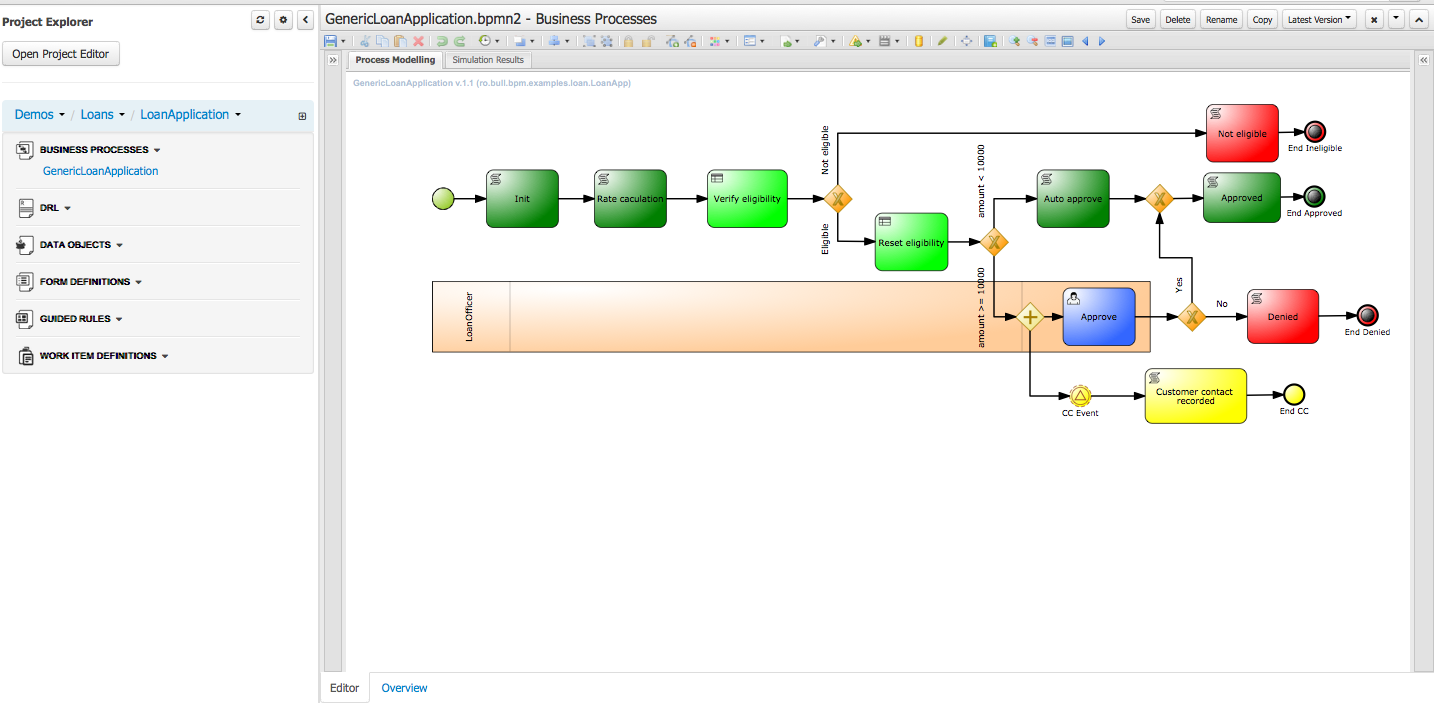 Project Explorer
Open Project Editor
Demos / Loans / LoanApplication
BUSINESS PROCESSES
GenericLoanApplication
DRL
DATA OBJECTS
FORM DEFINITIONS
GUIDED RULES
WORK ITEM DEFINITIONS
GenericLoanApplication.bpmn2 - Business Processes
Save Delete Rename Copy Latest Version
Process Modelling Simulation Results
GenericLoanApplication v.1.1 (ro.bull.bpm.examples.loan.LoanApp)
Init
Rate caculation
Verify eligibility
Not eligible
Eligible
Not eligible
End Ineligible
Reset eligibility
amount < 10000
amount >= 10000
Auto approve
Approved
End Approved
LoanOfficer
Approve
Yes
No
Denied
End Denied
CC Event
Customer contact
recorded
End CC
Editor Overview